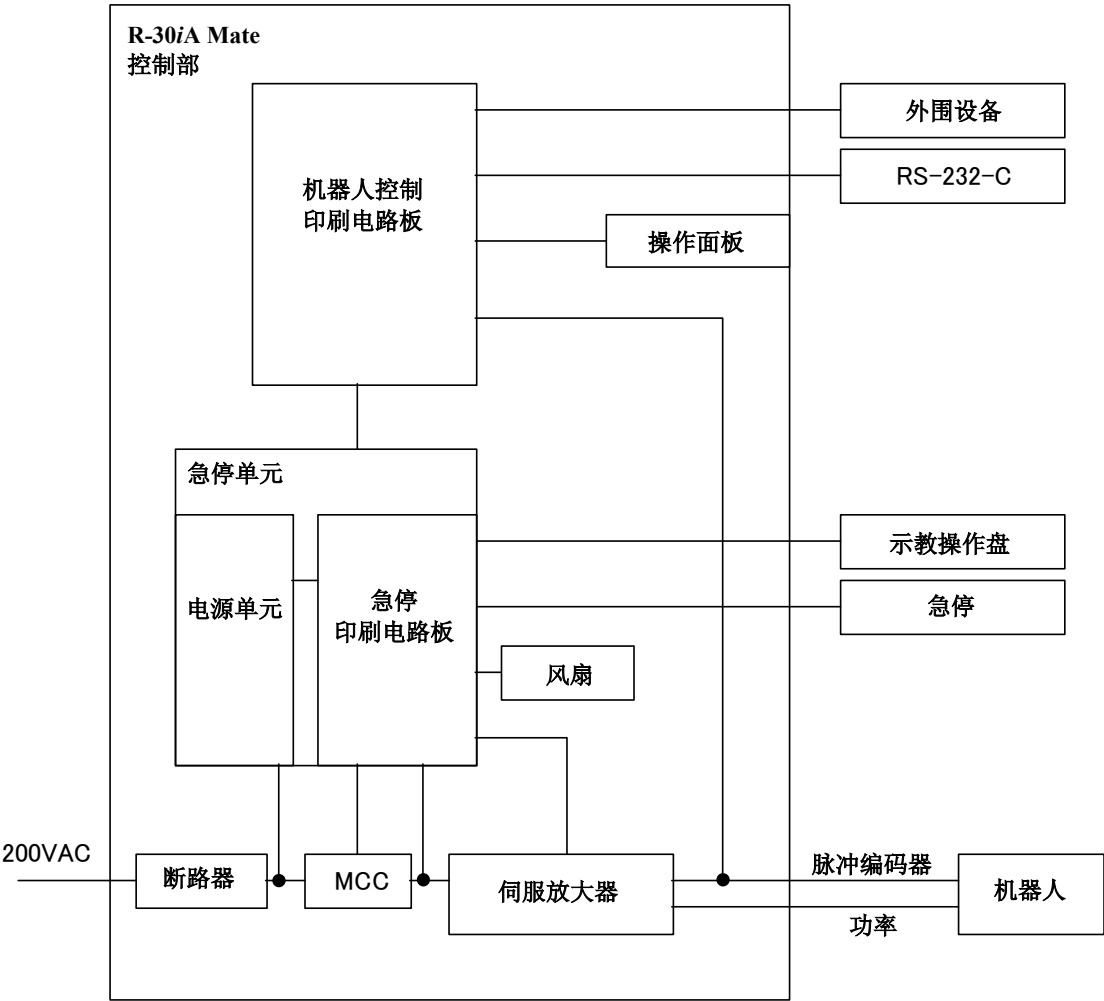 R-30iA Mate
控制部
外围设备
机器人控制
印刷电路板
RS-232-C
操作面板
急停单元
示教操作盘
电源单元
急停
印刷电路板
急停
风扇
200VAC
断路器
MCC
伺服放大器
脉冲编码器
机器人
功率